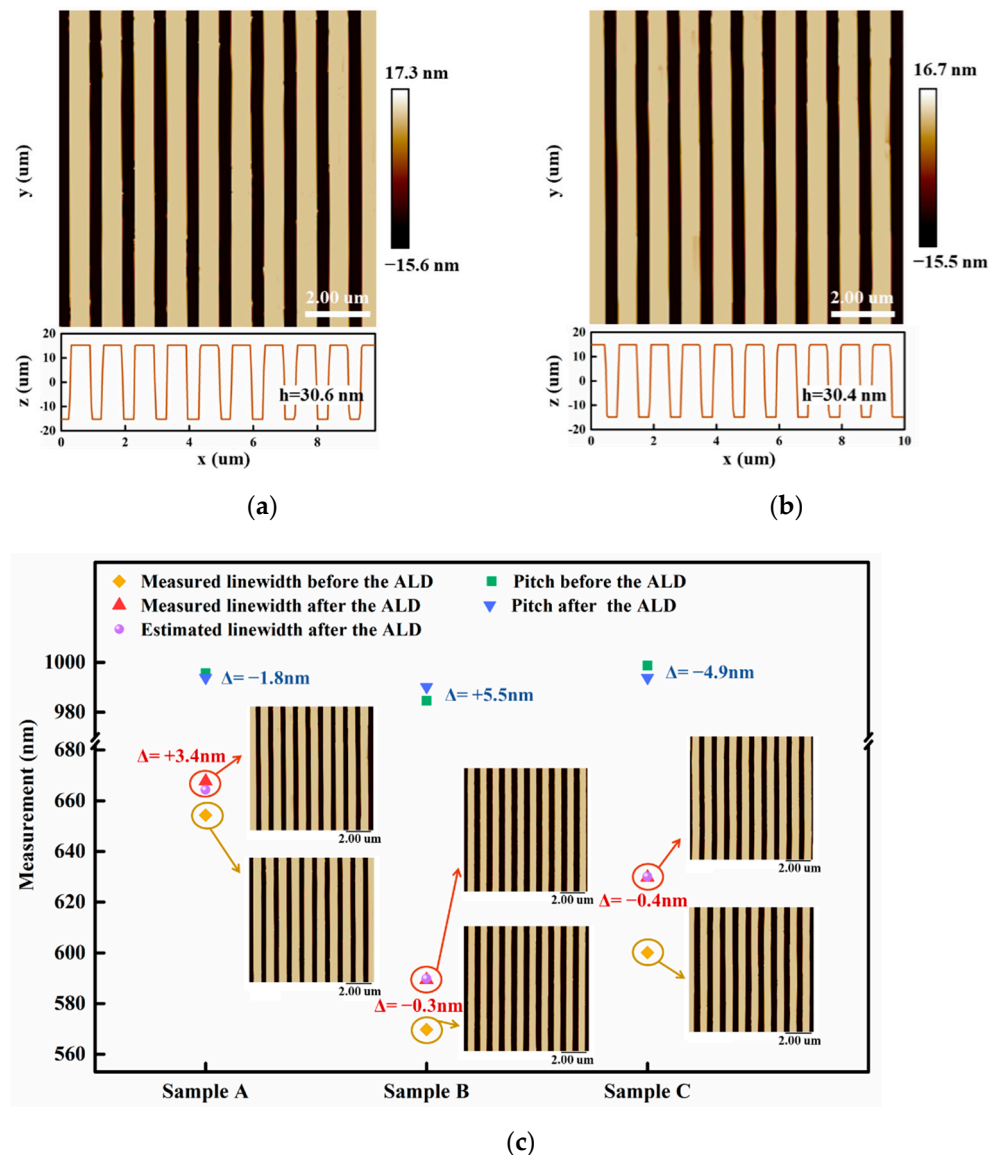 17.3 nm
y (um)
−15.6 nm
2.00 um
20
10
0
-10
-20
z (um)
h=30.6 nm
0 2 4 6 8
x (um)
(a)
16.7 nm
y (um)
−15.5 nm
2.00 um
20
10
0
-10
-20
z (um)
h=30.4 nm
0 2 4 6 8 10
x (um)
(b)
Measured linewidth before the ALD
Pitch before the ALD
Measured linewidth after the ALD
Pitch after the ALD
Estimated linewidth after the ALD
Measurement (nm)
1000
980
680
660
640
620
600
580
560
Δ= −1.8nm
Δ= +5.5nm
Δ= −4.9nm
Δ= +3.4nm
Δ= −0.3nm
Δ= −0.4nm
2.00 um
2.00 um
2.00 um
2.00 um
2.00 um
2.00 um
Sample A Sample B Sample C
(c)